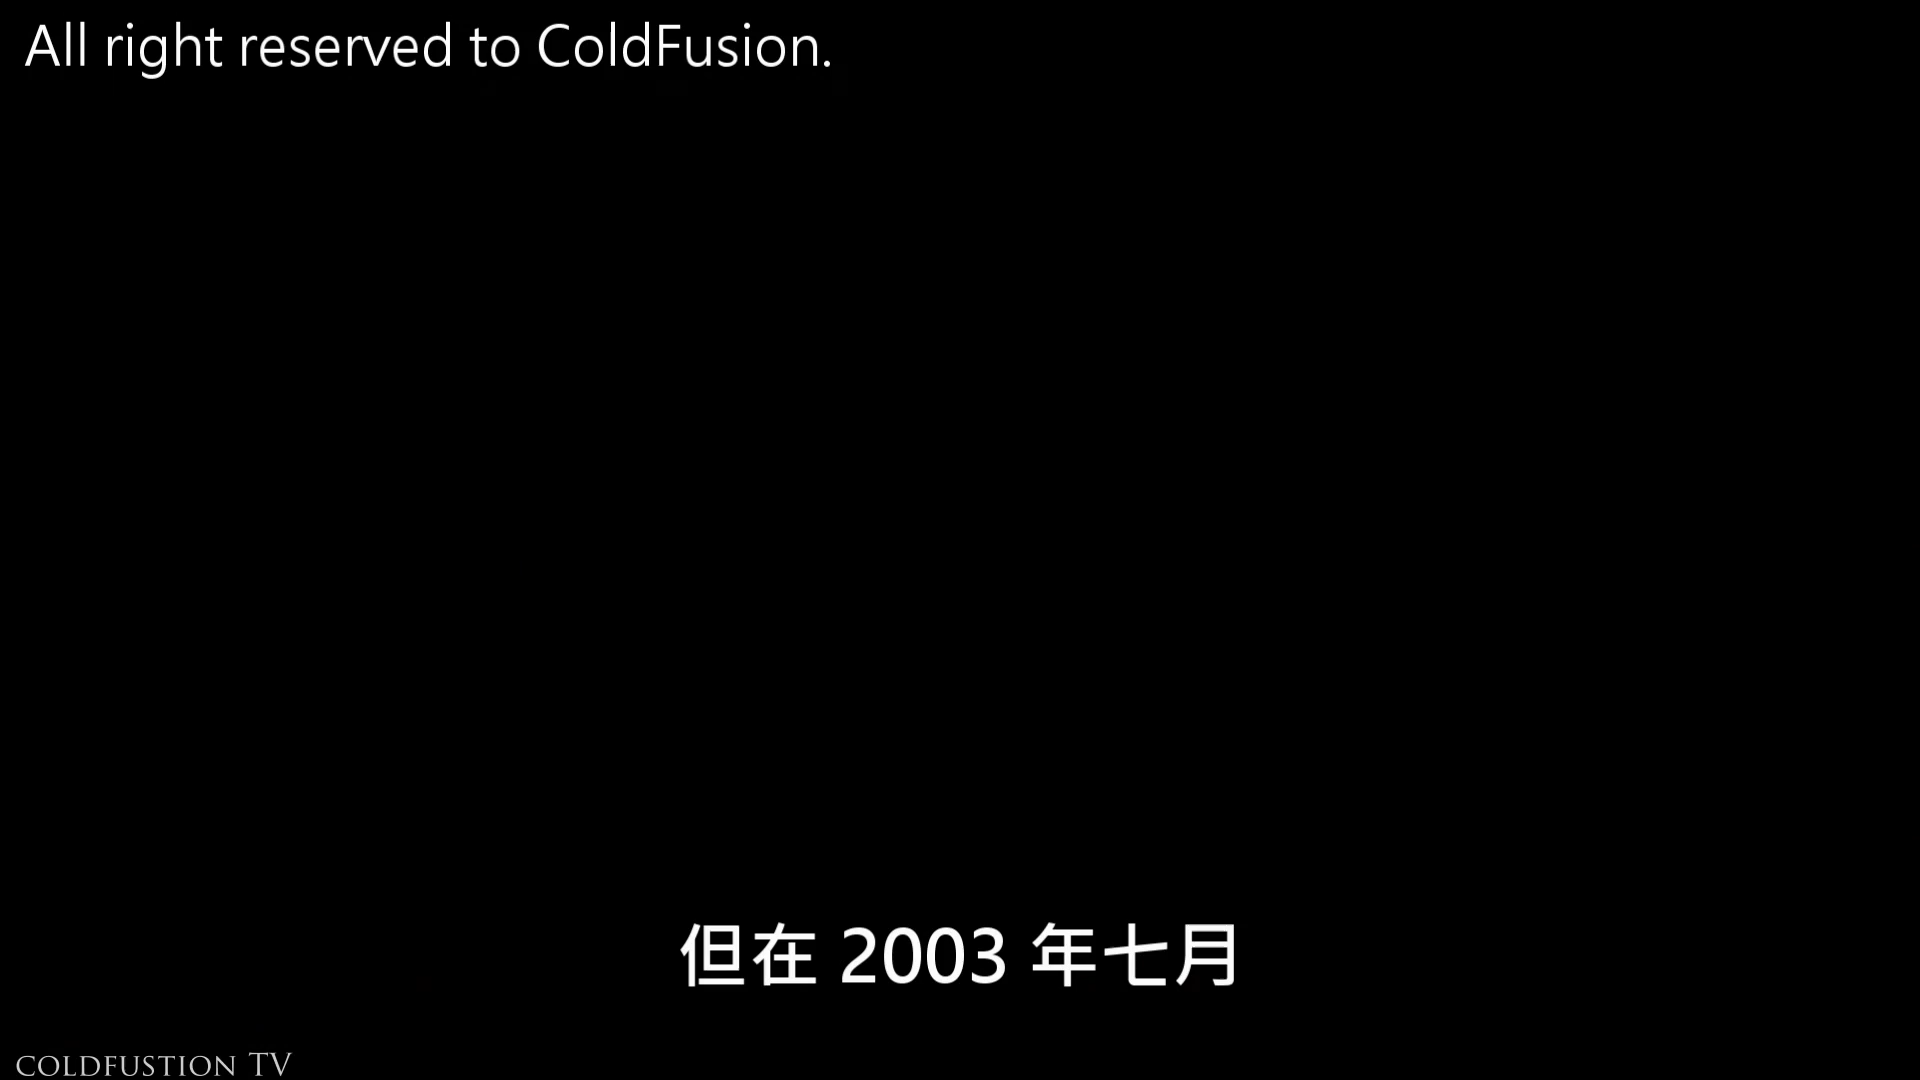 All right reserved to ColdFusion.
但在 2003 年七月
COLDFUSTION TV